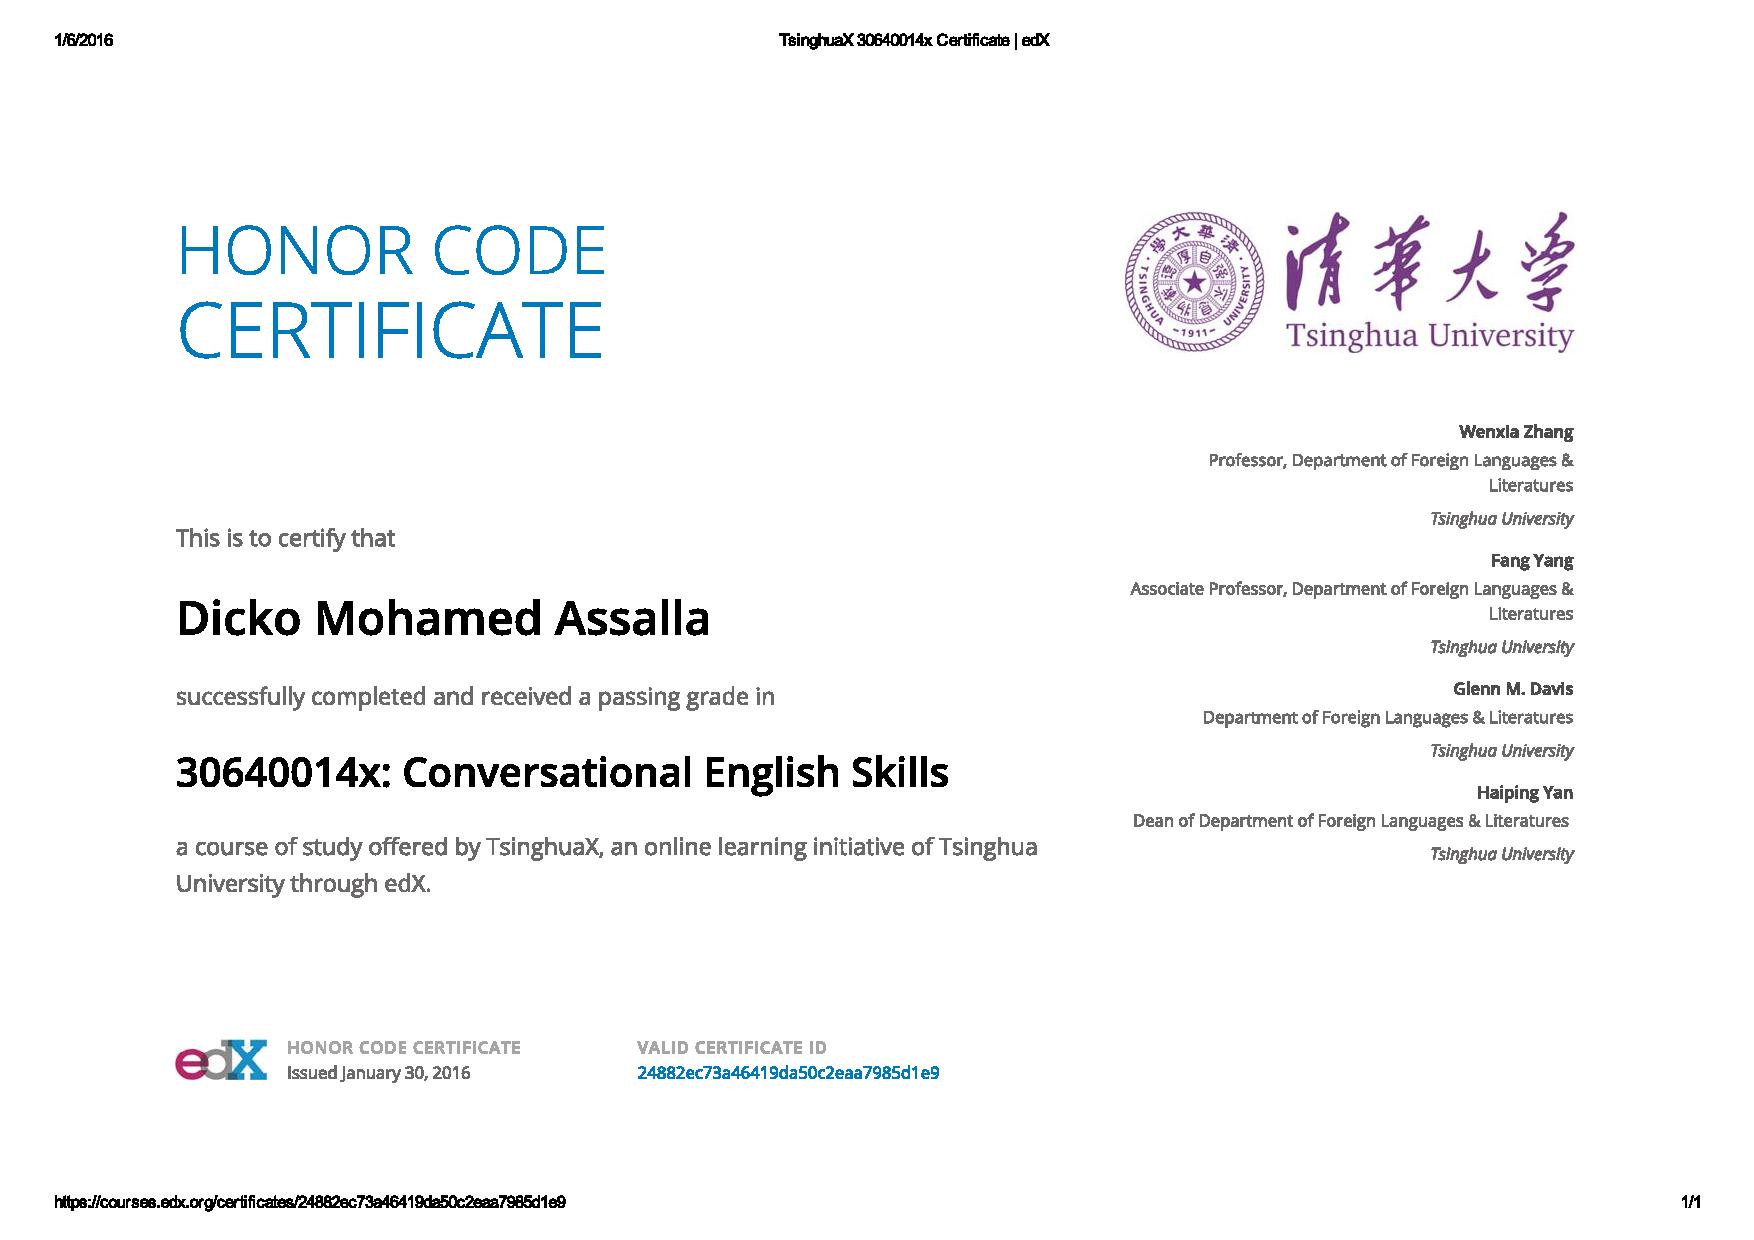 1/6/2016
TsinghuaX 30640014x Certificate | edX
HONOR CODE
CERTIFICATE
清華大学
Tsinghua University
TSINGHUA UNIVERSITY
-1911-
This is to certify that
Dicko Mohamed Assalla
successfully completed and received a passing grade in
30640014x: Conversational English Skills
a course of study offered by TsinghuaX, an online learning initiative of Tsinghua
University through edX.
Wenxia Zhang
Professor, Department of Foreign Languages &
Literatures
Tsinghua University
Fang Yang
Associate Professor, Department of Foreign Languages &
Literatures
Tsinghua University
Glenn M. Davis
Department of Foreign Languages & Literatures
Tsinghua University
Haiping Yan
Dean of Department of Foreign Languages & Literatures
Tsinghua University
edX
HONOR CODE CERTIFICATE
Issued January 30, 2016
VALID CERTIFICATE ID
24882ec73a46419da50c2eaa7985d1e9
https://courses.edx.org/certificates/24882ec73a46419da50c2eaa7985d1e9
1/1